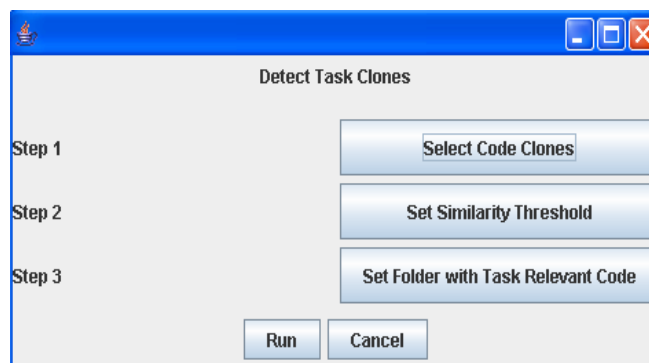 Detect Task Clones
Step 1 Select Code Clones
Step 2 Set Similarity Threshold
Step 3 Set Folder with Task Relevant Code
Run Cancel